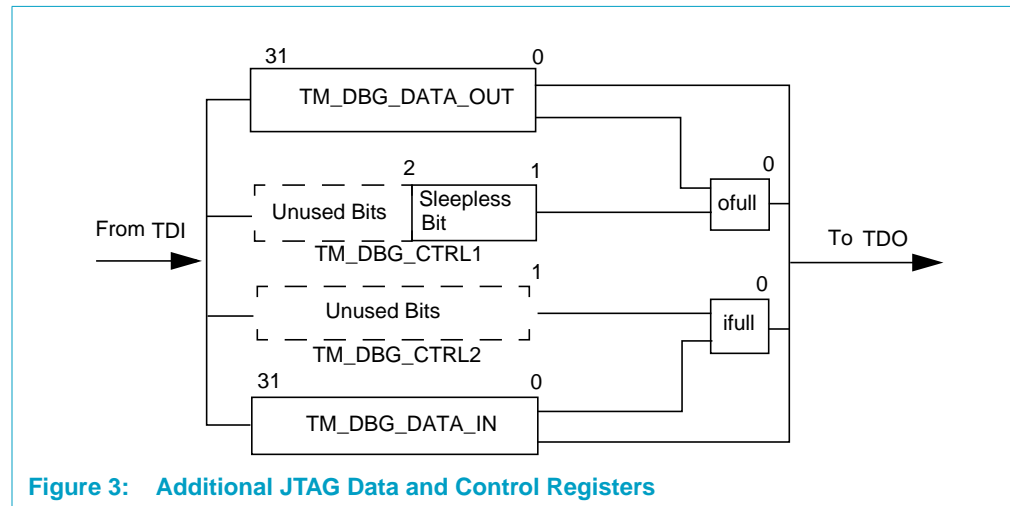 31 0
TM_DBG_DATA_OUT
2 1 0
Unused Bits Sleepless Bit ofull
TM_DBG_CTRL1
From TDI To TDO
1 0
Unused Bits ifull
TM_DBG_CTRL2
31 0
TM_DBG_DATA_IN
Figure 3: Additional JTAG Data and Control Registers